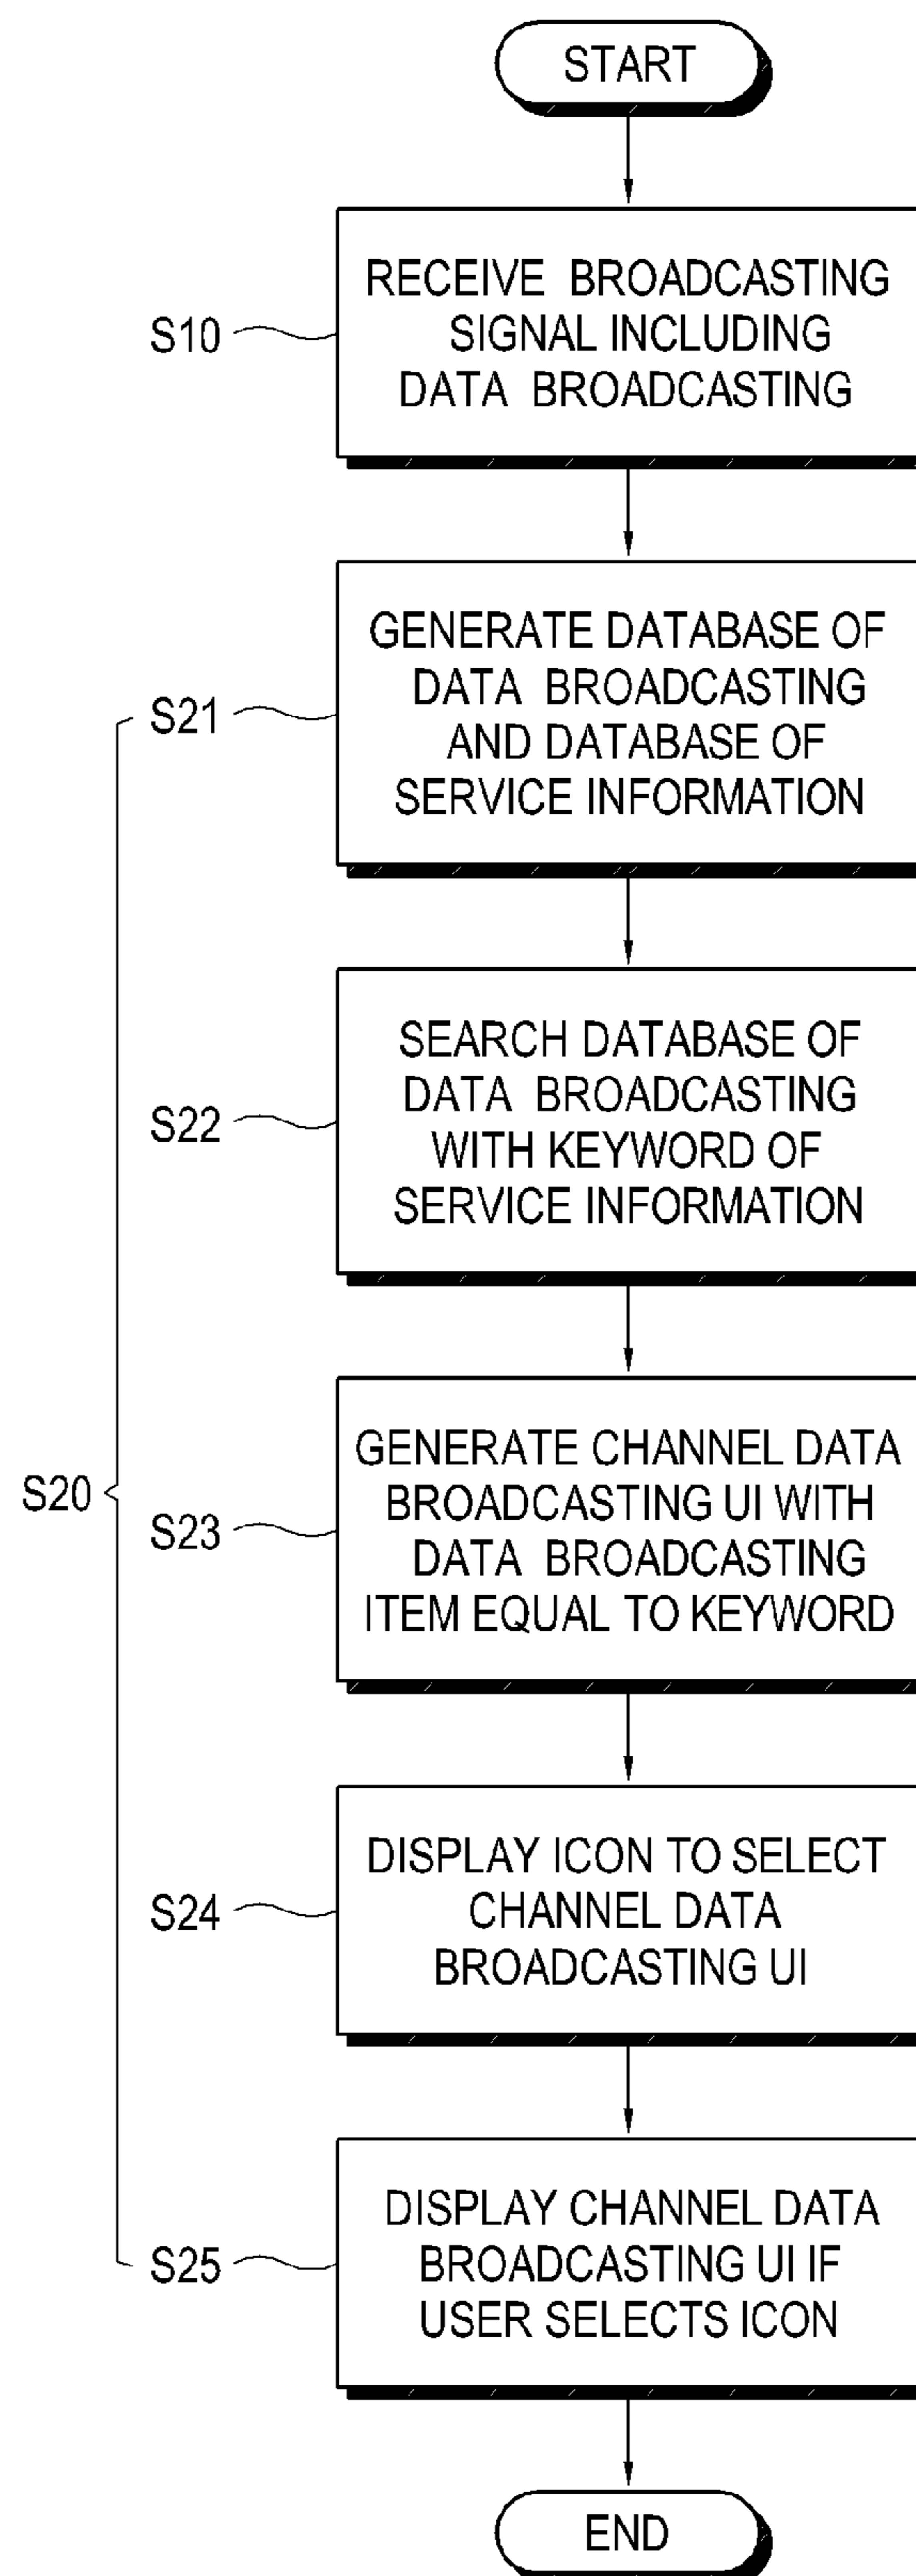 START
S10
RECEIVE BROADCASTING
SIGNAL INCLUDING
DATA BROADCASTING
S20
S21
GENERATE DATABASE OF
DATA BROADCASTING
AND DATABASE OF
SERVICE INFORMATION
S22
SEARCH DATABASE OF
DATA BROADCASTING
WITH KEYWORD OF
SERVICE INFORMATION
S23
GENERATE CHANNEL DATA
BROADCASTING UI WITH
DATA BROADCASTING
ITEM EQUAL TO KEYWORD
S24
DISPLAY ICON TO SELECT
CHANNEL DATA
BROADCASTING UI
S25
DISPLAY CHANNEL DATA
BROADCASTING UI IF
USER SELECTS ICON
END